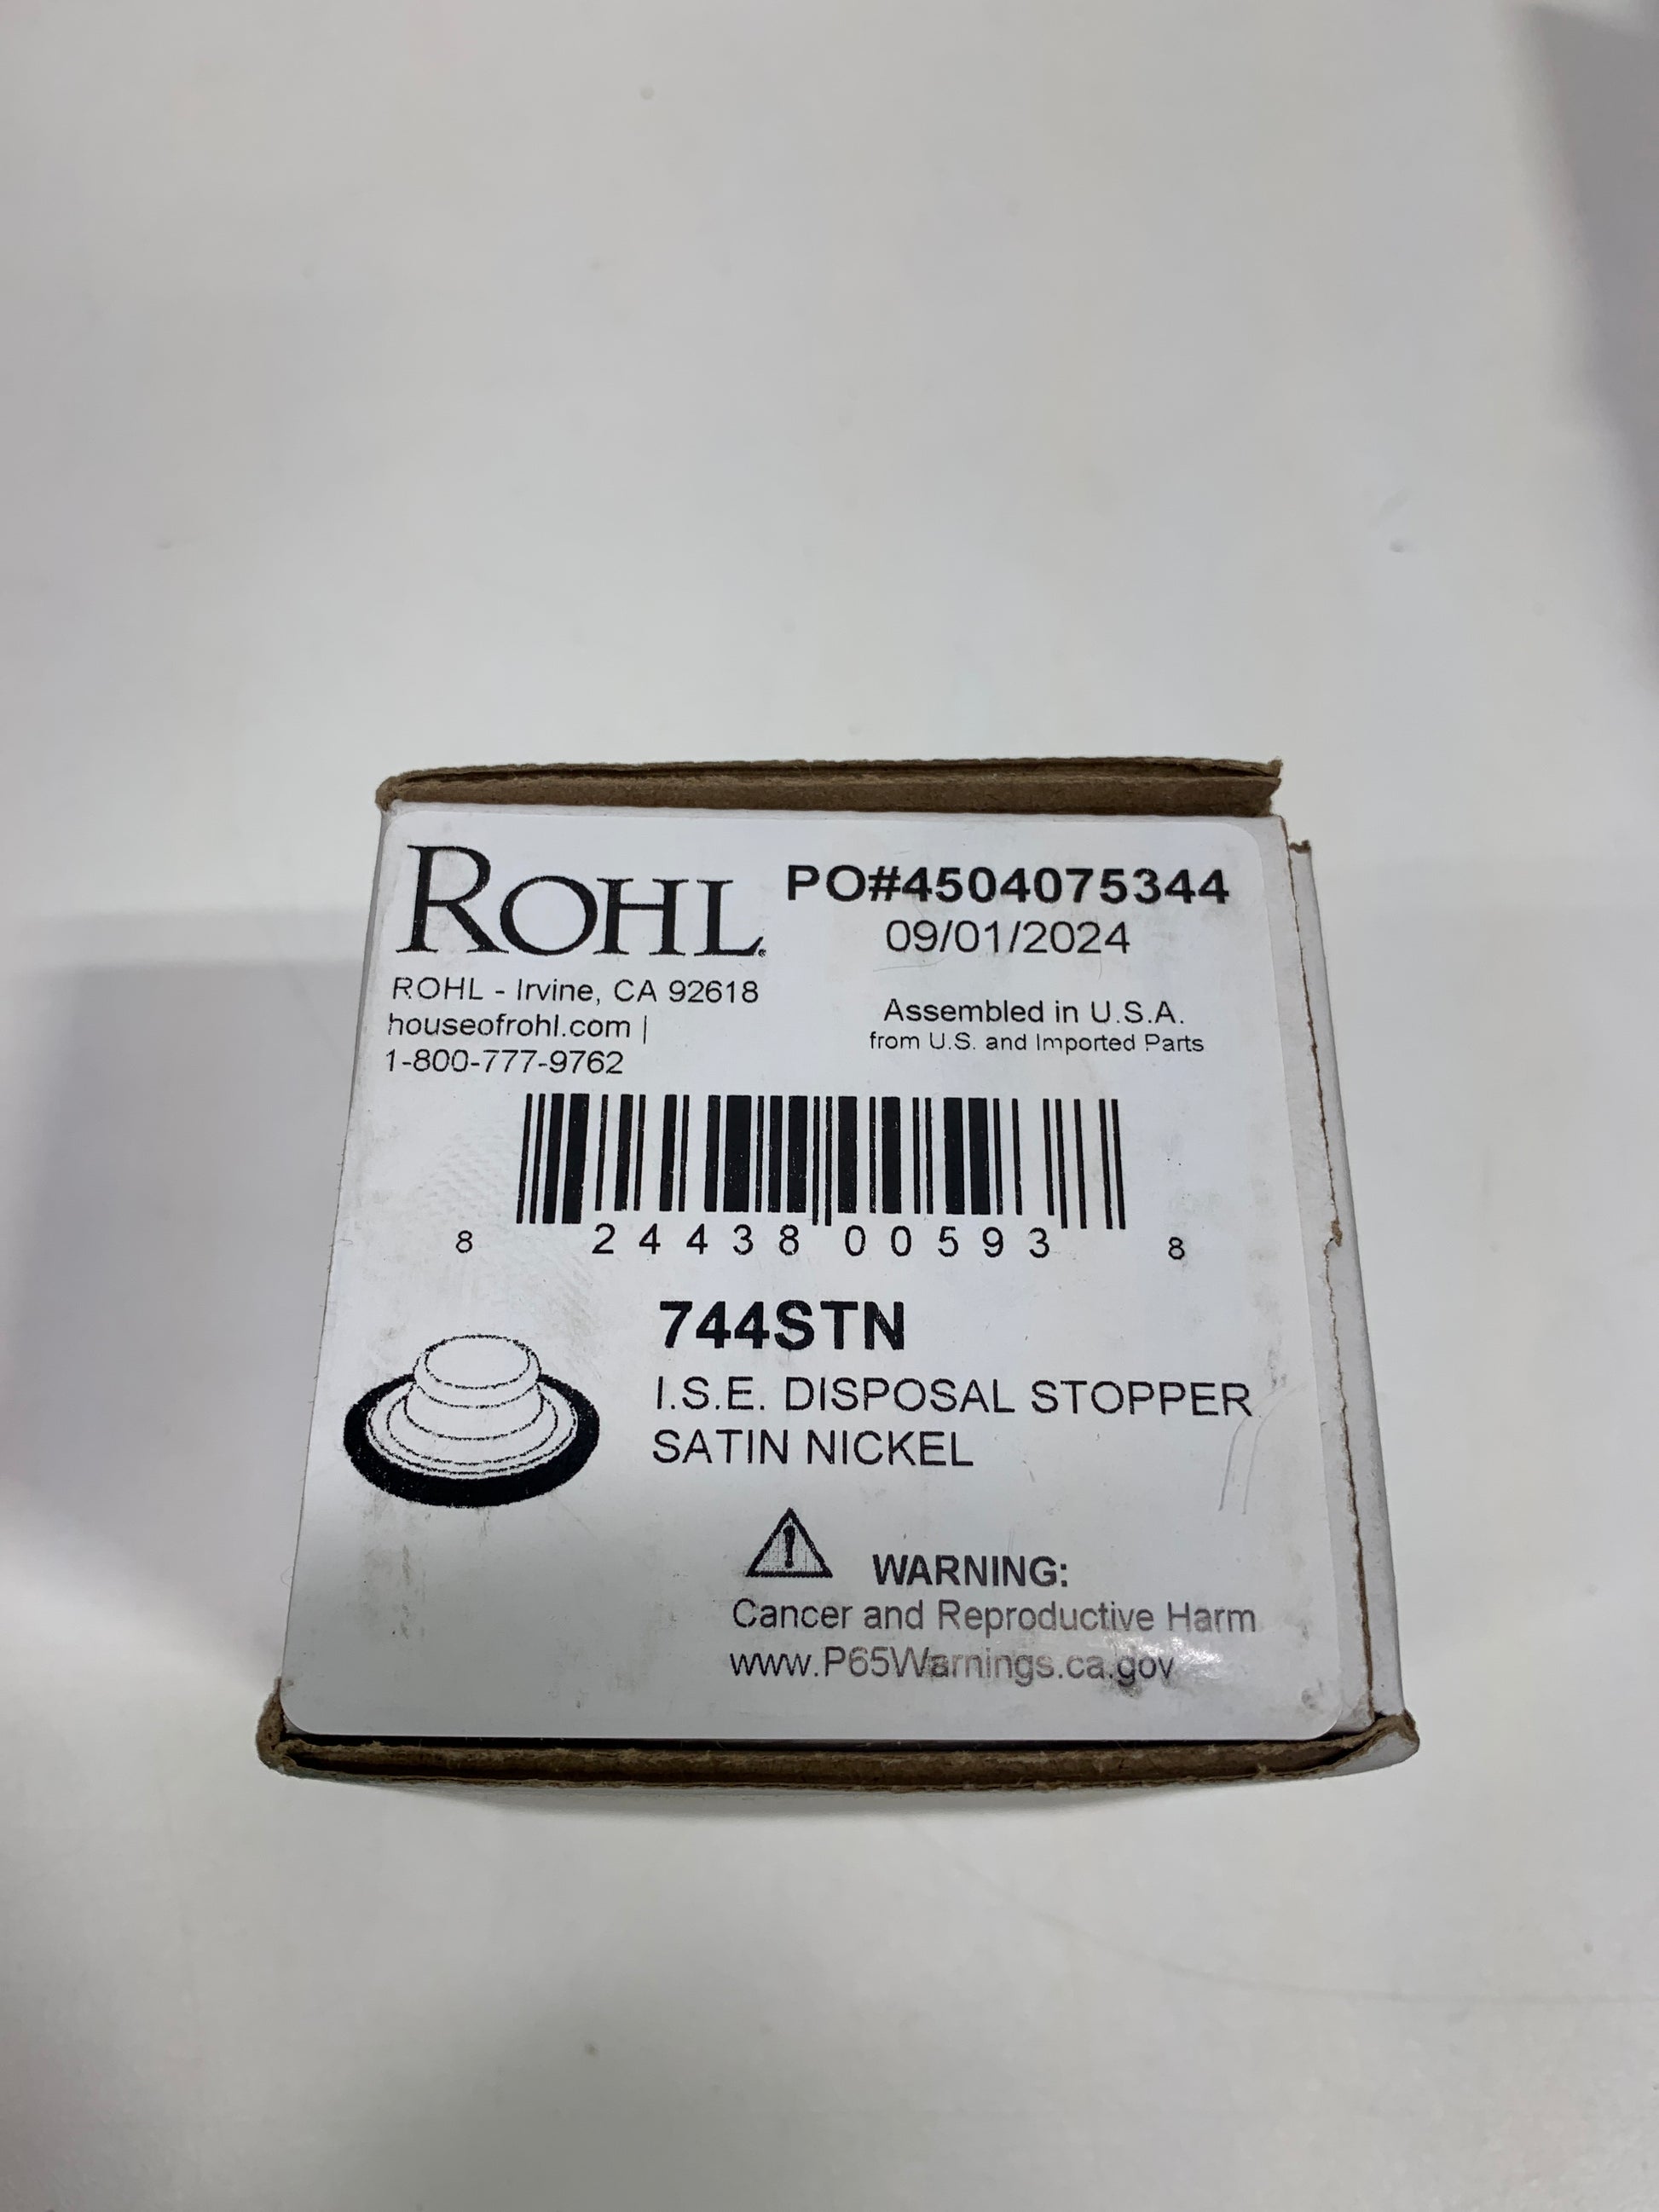 ROHL
PO#4504075344
09/01/2024
ROHL - Irvine, CA 92618
houseofrohl.com |
1-800-777-9762
Assembled in U.S.A.
from U.S. and Imported Parts
8 24438 00593 8
744STN
I.S.E. DISPOSAL STOPPER
SATIN NICKEL
WARNING:
Cancer and Reproductive Harm
www.P65Warnings.ca.gov